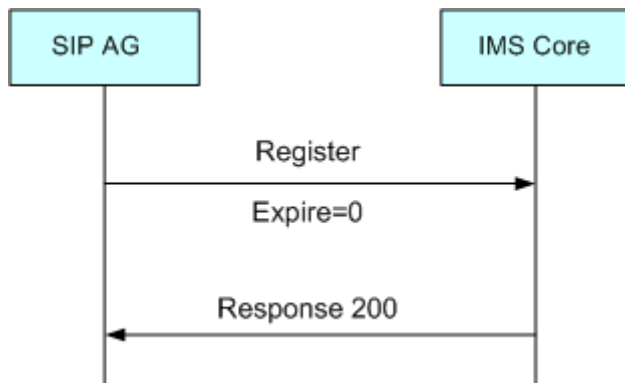 SIP AG
IMS Core
Register
Expire=0
Response 200